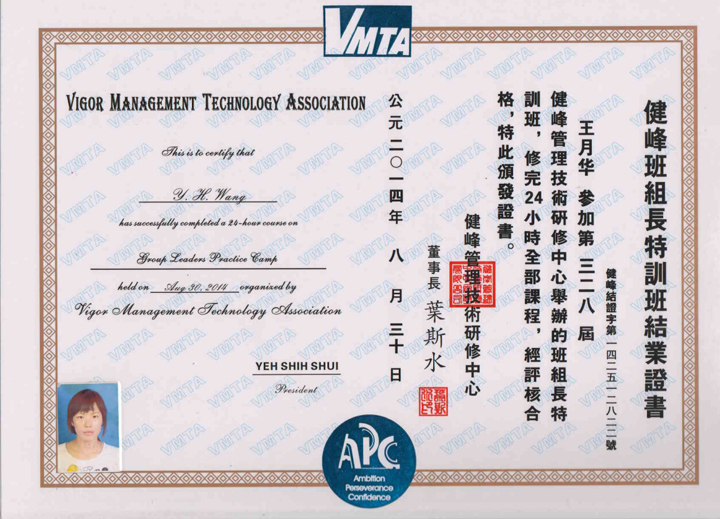 VMTA
VIGOR MANAGEMENT TECHNOLOGY ASSOCIATION
This is to certify that
Y. H. Wang
has successfully completed a 24-hour course on
Group Leaders Practice Camp
held on Aug 30, 2014 organized by
Vigor Management Technology Association
YEH SHIH SHUI
President
健峰班組長特訓班結業證書
健峰結證字第一四二五一二八二二號
王月华 參加第 三二八 屆
健峰管理技術研修中心舉辦的班組長特
訓班，修完24小時全部課程，經評核合
格，特此頒發證書。
健峰管理技術研修中心
董事長 葉斯水
公元二〇一四年 八 月 三十 日
APC
Ambition
Perseverance
Confidence